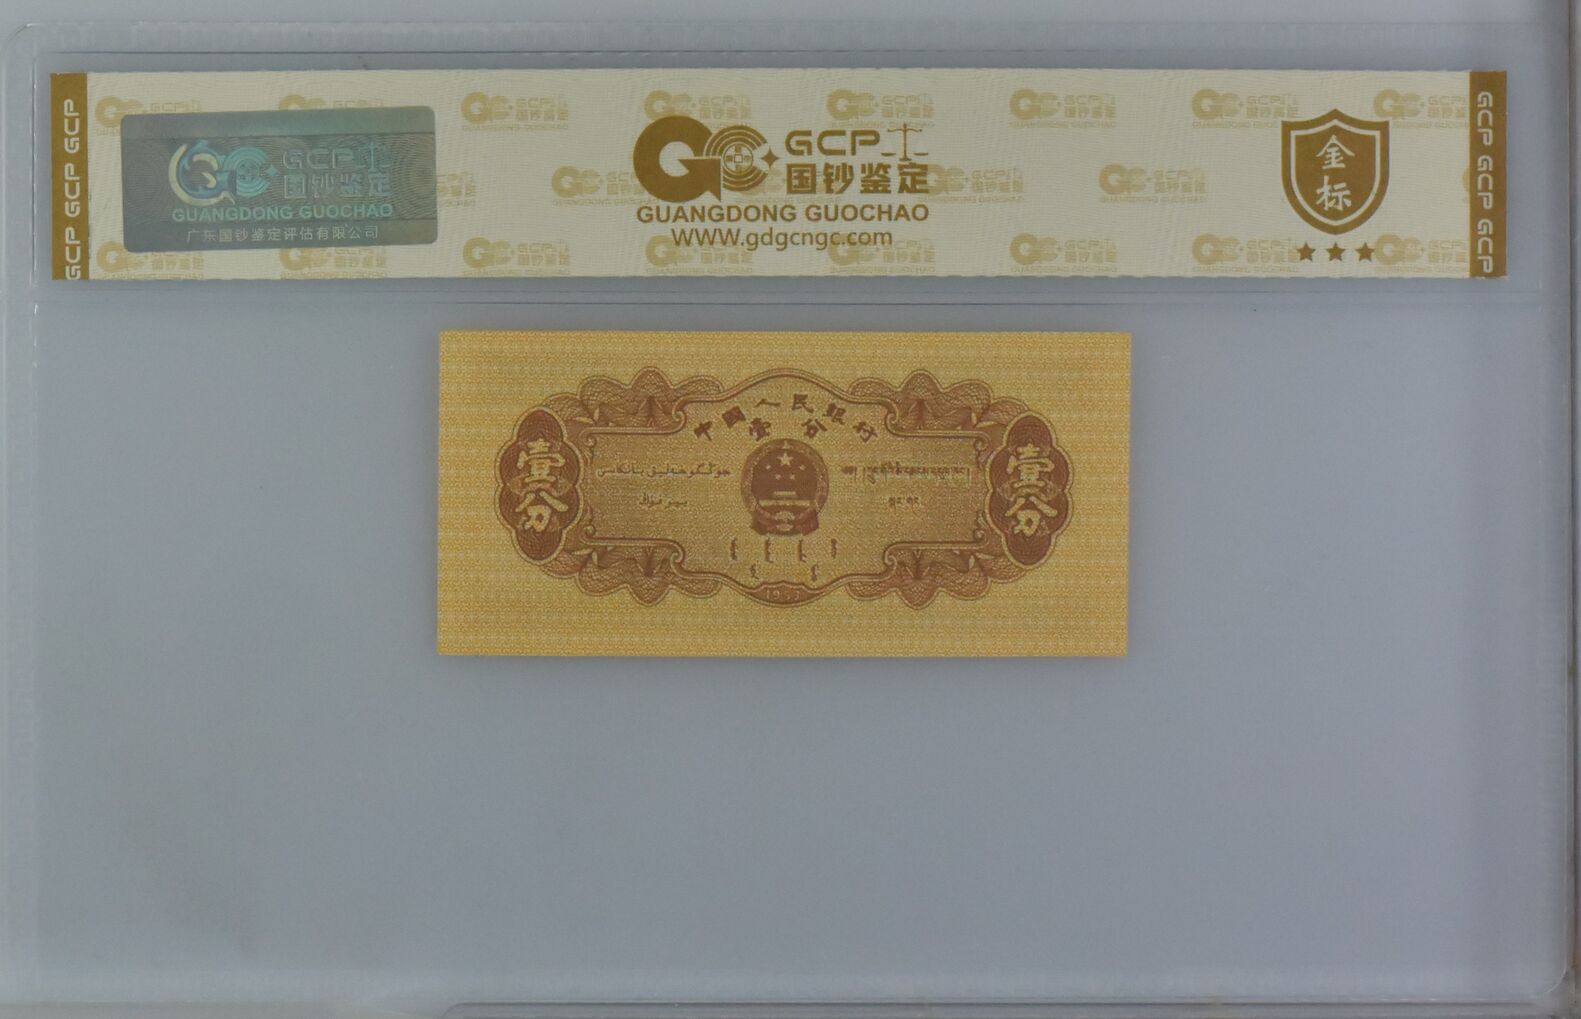 GCP GCP GCP
GCP
国钞鉴定
GUANGDONG GUOCHAO
广东国钞鉴定评估有限公司
GCP
国钞鉴定
GUANGDONG GUOCHAO
WWW.gdgcngc.com
金标
GCP GCP GCP
中国人民银行
壹分
壹分
壹分
1953